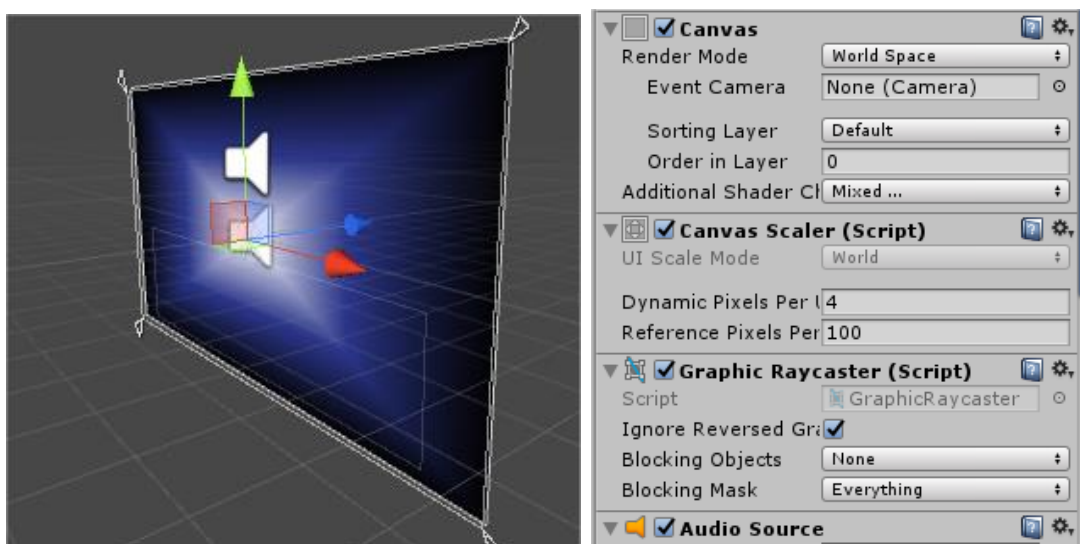 Canvas
Render Mode World Space
Event Camera None (Camera)
Sorting Layer Default
Order in Layer 0
Additional Shader Ch Mixed ...
Canvas Scaler (Script)
UI Scale Mode World
Dynamic Pixels Per U 4
Reference Pixels Per 100
Graphic Raycaster (Script)
Script GraphicRaycaster
Ignore Reversed Gra
Blocking Objects None
Blocking Mask Everything
Audio Source